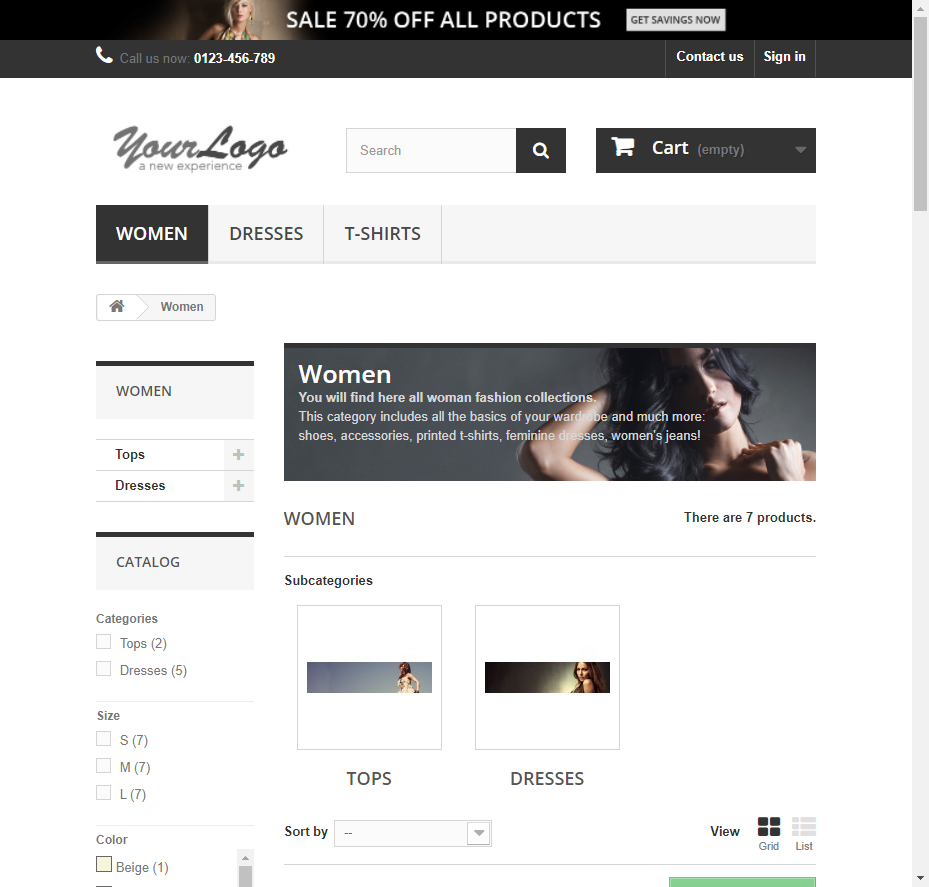 SALE 70% OFF ALL PRODUCTS GET SAVINGS NOW
Call us now: 0123-456-789 Contact us Sign in
YourLogo
a new experience
Search
Cart (empty)
WOMEN DRESSES T-SHIRTS
Women
WOMEN
Tops
Dresses
CATALOG
Categories
Tops (2)
Dresses (5)
Size
S (7)
M (7)
L (7)
Color
Beige (1)
Women
You will find here all woman fashion collections.
This category includes all the basics of your wardrobe and much more:
shoes, accessories, printed t-shirts, feminine dresses, women's jeans!
WOMEN There are 7 products.
Subcategories
TOPS DRESSES
Sort by -- View Grid List